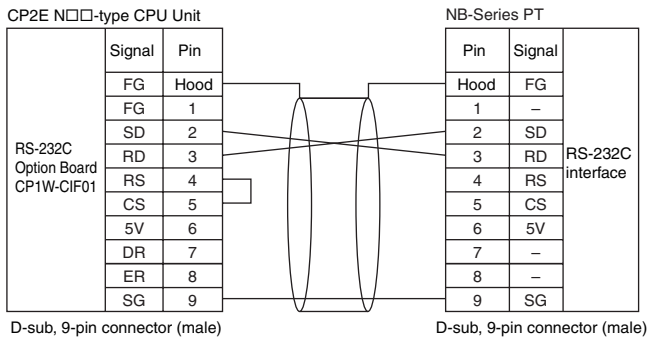 CP2E N□□-type CPU Unit
NB-Series PT
Signal Pin
Pin Signal
FG Hood
Hood FG
FG 1
1 –
SD 2
2 SD
RD 3
3 RD
RS 4
4 RS
CS 5
5 CS
5V 6
6 5V
DR 7
7 –
ER 8
8 –
SG 9
9 SG
RS-232C
Option Board
CP1W-CIF01
RS-232C
interface
D-sub, 9-pin connector (male)
D-sub, 9-pin connector (male)